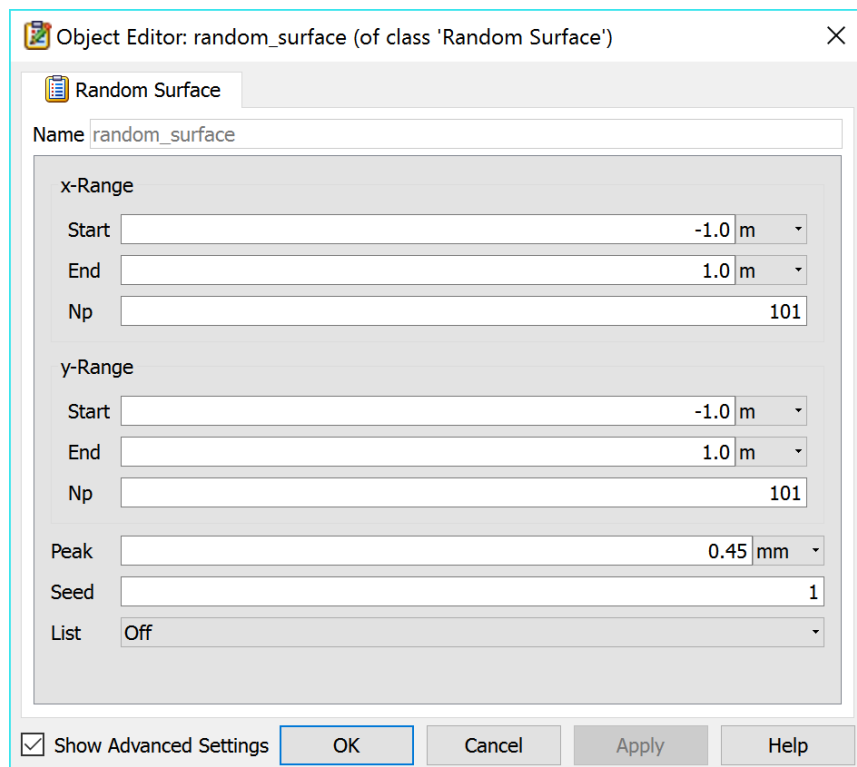 Object Editor: random_surface (of class 'Random Surface')
Random Surface
Name random_surface
x-Range
Start -1.0 m
End 1.0 m
Np 101
y-Range
Start -1.0 m
End 1.0 m
Np 101
Peak 0.45 mm
Seed 1
List Off
Show Advanced Settings OK Cancel Apply Help